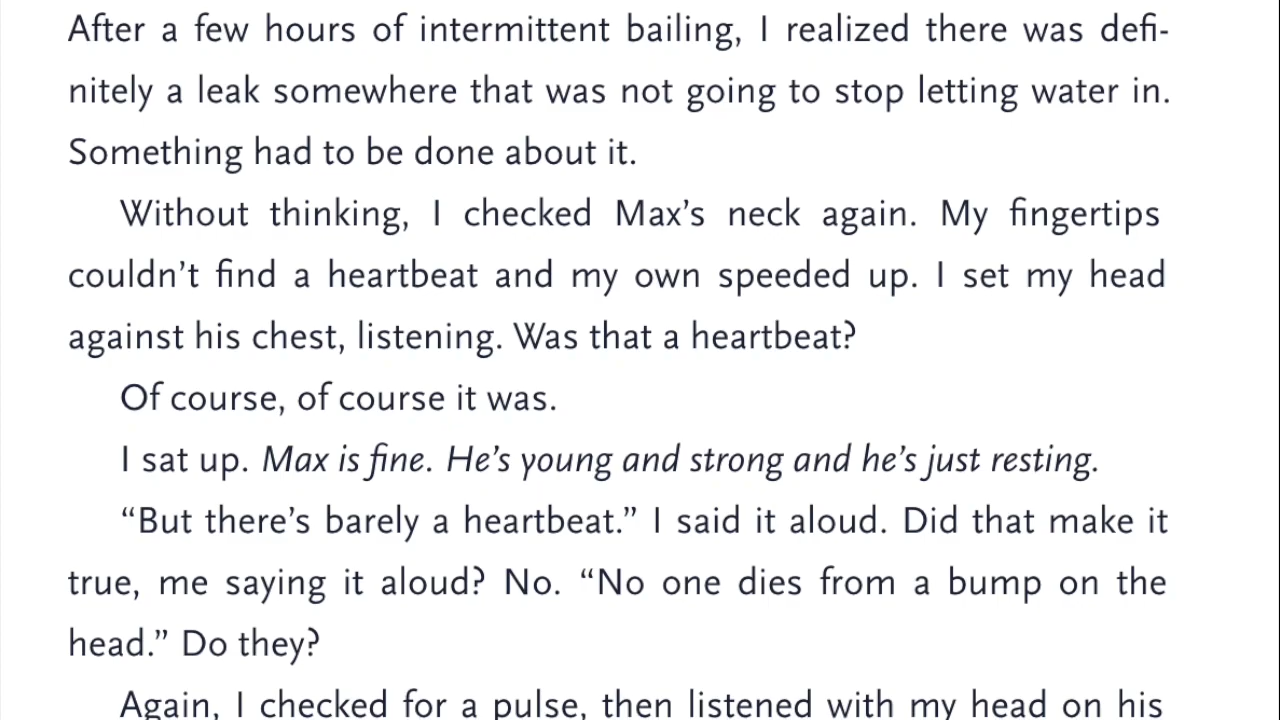 After a few hours of intermittent bailing, I realized there was defi-
nitely a leak somewhere that was not going to stop letting water in.
Something had to be done about it.
Without thinking, I checked Max’s neck again. My fingertips
couldn’t find a heartbeat and my own speeded up. I set my head
against his chest, listening. Was that a heartbeat?
Of course, of course it was.
I sat up. Max is fine. He’s young and strong and he’s just resting.
“But there’s barely a heartbeat.” I said it aloud. Did that make it
true, me saying it aloud? No. “No one dies from a bump on the
head.” Do they?
Again, I checked for a pulse, then listened with my head on his